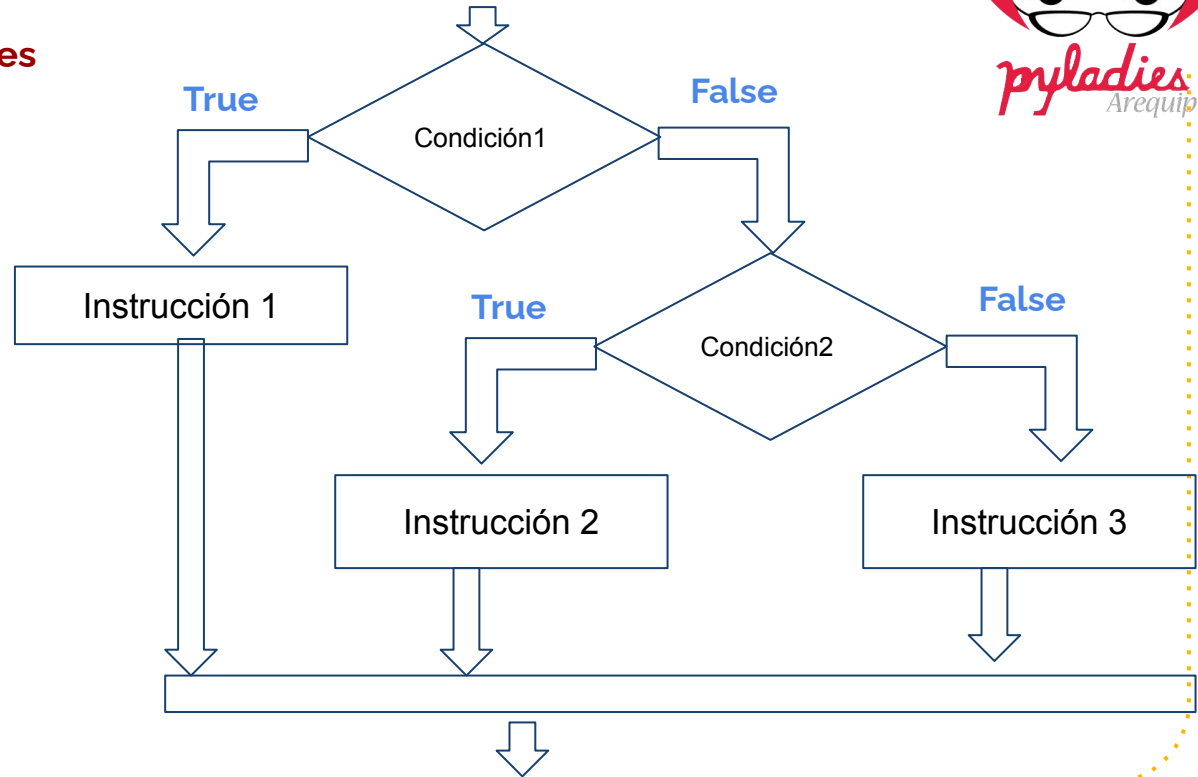 es
True
False
Condición1
pyladies
Arequip
Instrucción 1
True
False
Condición2
Instrucción 2
Instrucción 3